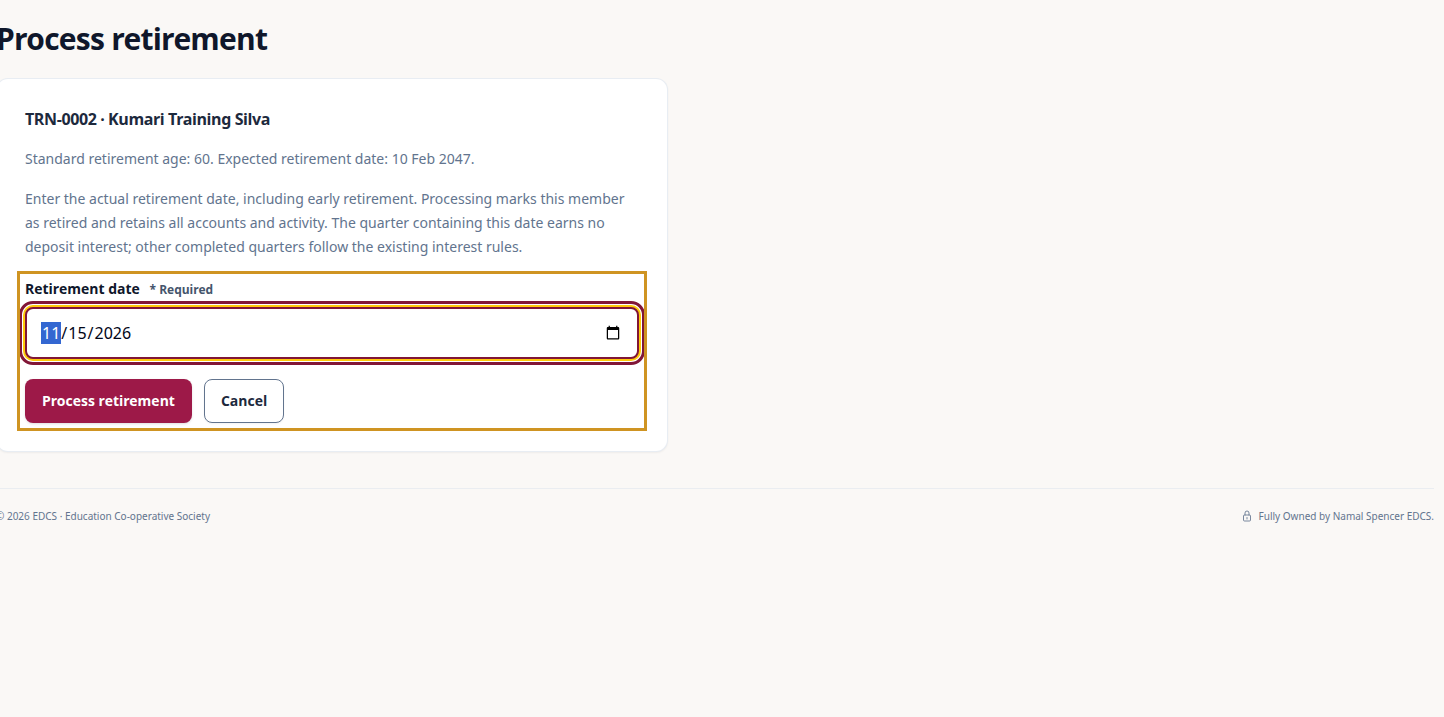 Process retirement
TRN-0002 · Kumari Training Silva
Standard retirement age: 60. Expected retirement date: 10 Feb 2047.
Enter the actual retirement date, including early retirement. Processing marks this member
as retired and retains all accounts and activity. The quarter containing this date earns no
deposit interest; other completed quarters follow the existing interest rules.
Retirement date * Required
11/15/2026
Process retirement Cancel
© 2026 EDCS · Education Co-operative Society Fully Owned by Namal Spencer EDCS.